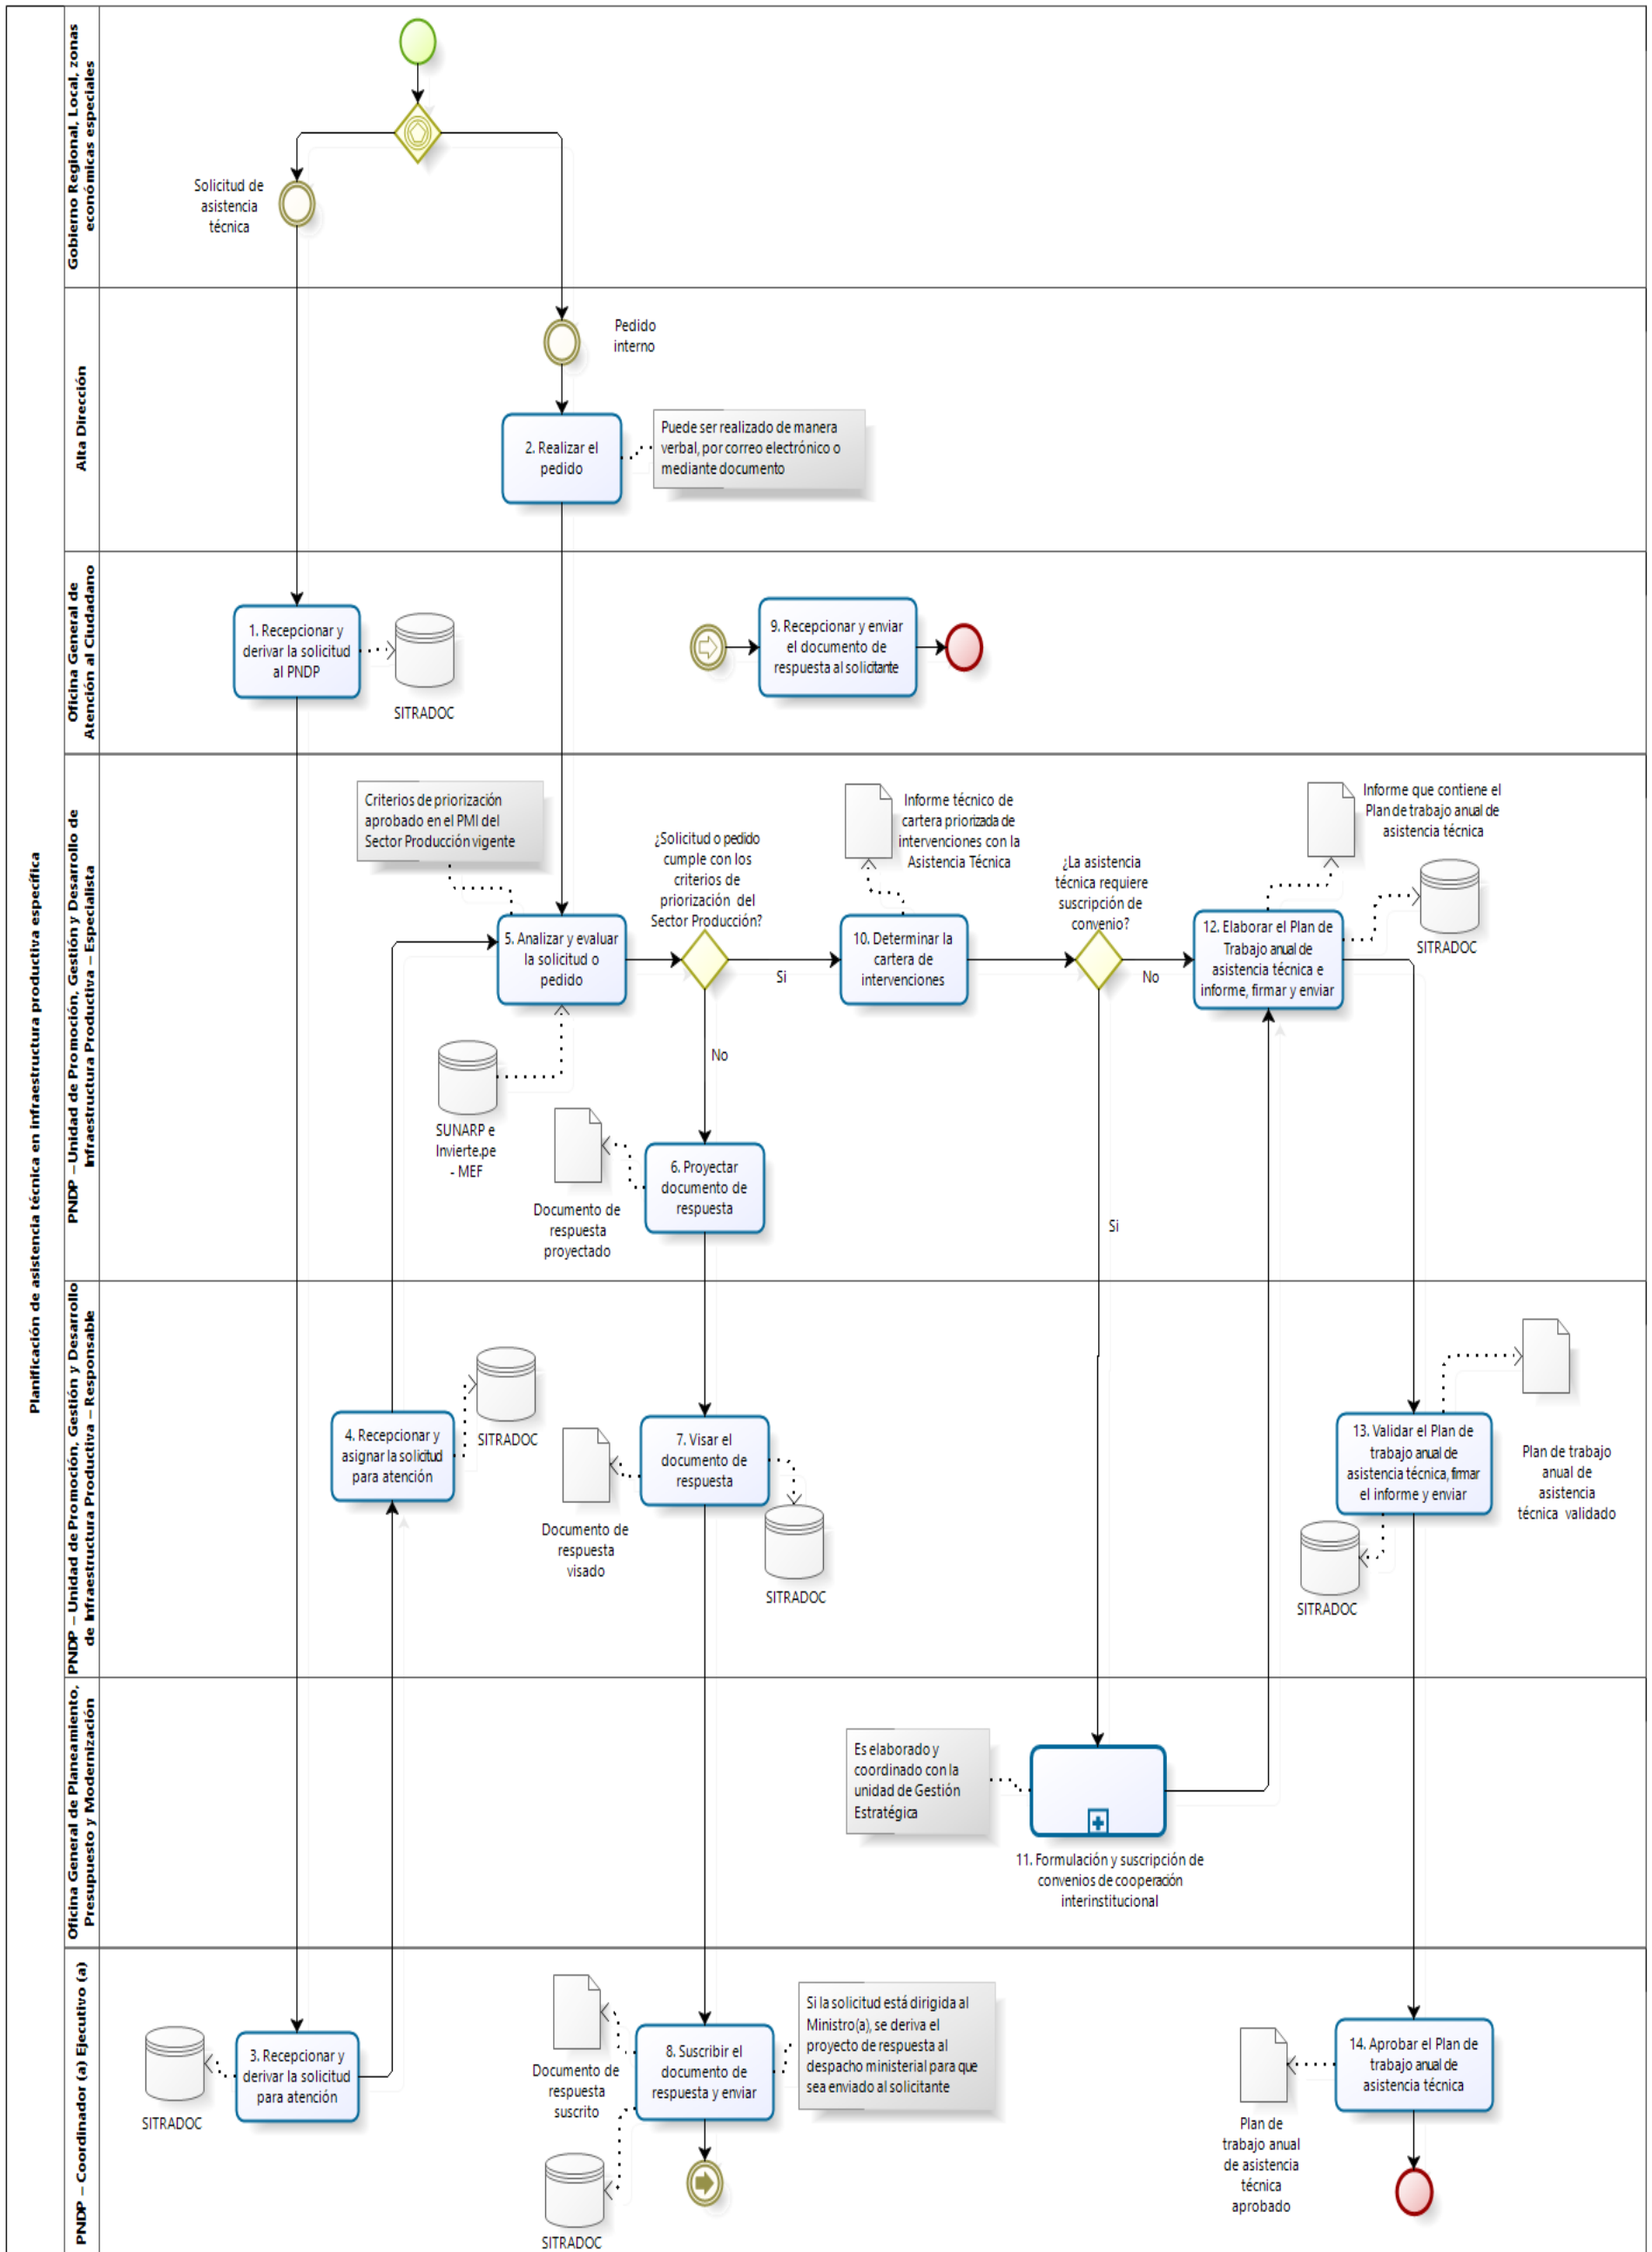 Planificación de asistencia técnica en infraestructura productiva específica
Gobierno Regional, Local, zonas
económicas especiales
Solicitud de
asistencia
técnica
Alta Dirección
Pedido
interno
2. Realizar el
pedido
Puede ser realizado de manera
verbal, por correo electrónico o
mediante documento
Oficina General de
Atención al Ciudadano
1. Recepcionar y
derivar la solicitud
al PNDP
SITRADOC
9. Recepcionar y enviar
el documento de
respuesta al solicitante
PNDP – Unidad de Promoción, Gestión y Desarrollo de
Infraestructura Productiva – Especialista
Criterios de priorización
aprobado en el PMI del
Sector Producción vigente
5. Analizar y evaluar
la solicitud o
pedido
SUNARP e
Invierte.pe
- MEF
¿Solicitud o pedido
cumple con los
criterios de
priorización del
Sector Producción?
Si
No
6. Proyectar
documento de
respuesta
Documento de
respuesta
proyectado
Informe técnico de
cartera priorizada de
intervenciones con la
Asistencia Técnica
10. Determinar la
cartera de
intervenciones
¿La asistencia
técnica requiere
suscripción de
convenio?
No
Si
Informe que contiene el
Plan de trabajo anual de
asistencia técnica
12. Elaborar el Plan de
Trabajo anual de
asistencia técnica e
informe, firmar y enviar
SITRADOC
PNDP – Unidad de Promoción, Gestión y Desarrollo
de Infraestructura Productiva – Responsable
4. Recepcionar y
asignar la solicitud
para atención
SITRADOC
7. Visar el
documento de
respuesta
Documento de
respuesta
visado
SITRADOC
13. Validar el Plan de
trabajo anual de
asistencia técnica, firmar
el informe y enviar
Plan de trabajo
anual de
asistencia
técnica validado
SITRADOC
Oficina General de Planeamiento,
Presupuesto y Modernización
Es elaborado y
coordinado con la
unidad de Gestión
Estratégica
11. Formulación y suscripción de
convenios de cooperación
interinstitucional
PNDP – Coordinador (a) Ejecutivo (a)
3. Recepcionar y
derivar la solicitud
para atención
SITRADOC
8. Suscribir el
documento de
respuesta y enviar
Documento de
respuesta
suscrito
SITRADOC
Si la solicitud está dirigida al
Ministro(a), se deriva el
proyecto de respuesta al
despacho ministerial para que
sea enviado al solicitante
14. Aprobar el Plan de
trabajo anual de
asistencia técnica
Plan de
trabajo anual
de asistencia
técnica
aprobado